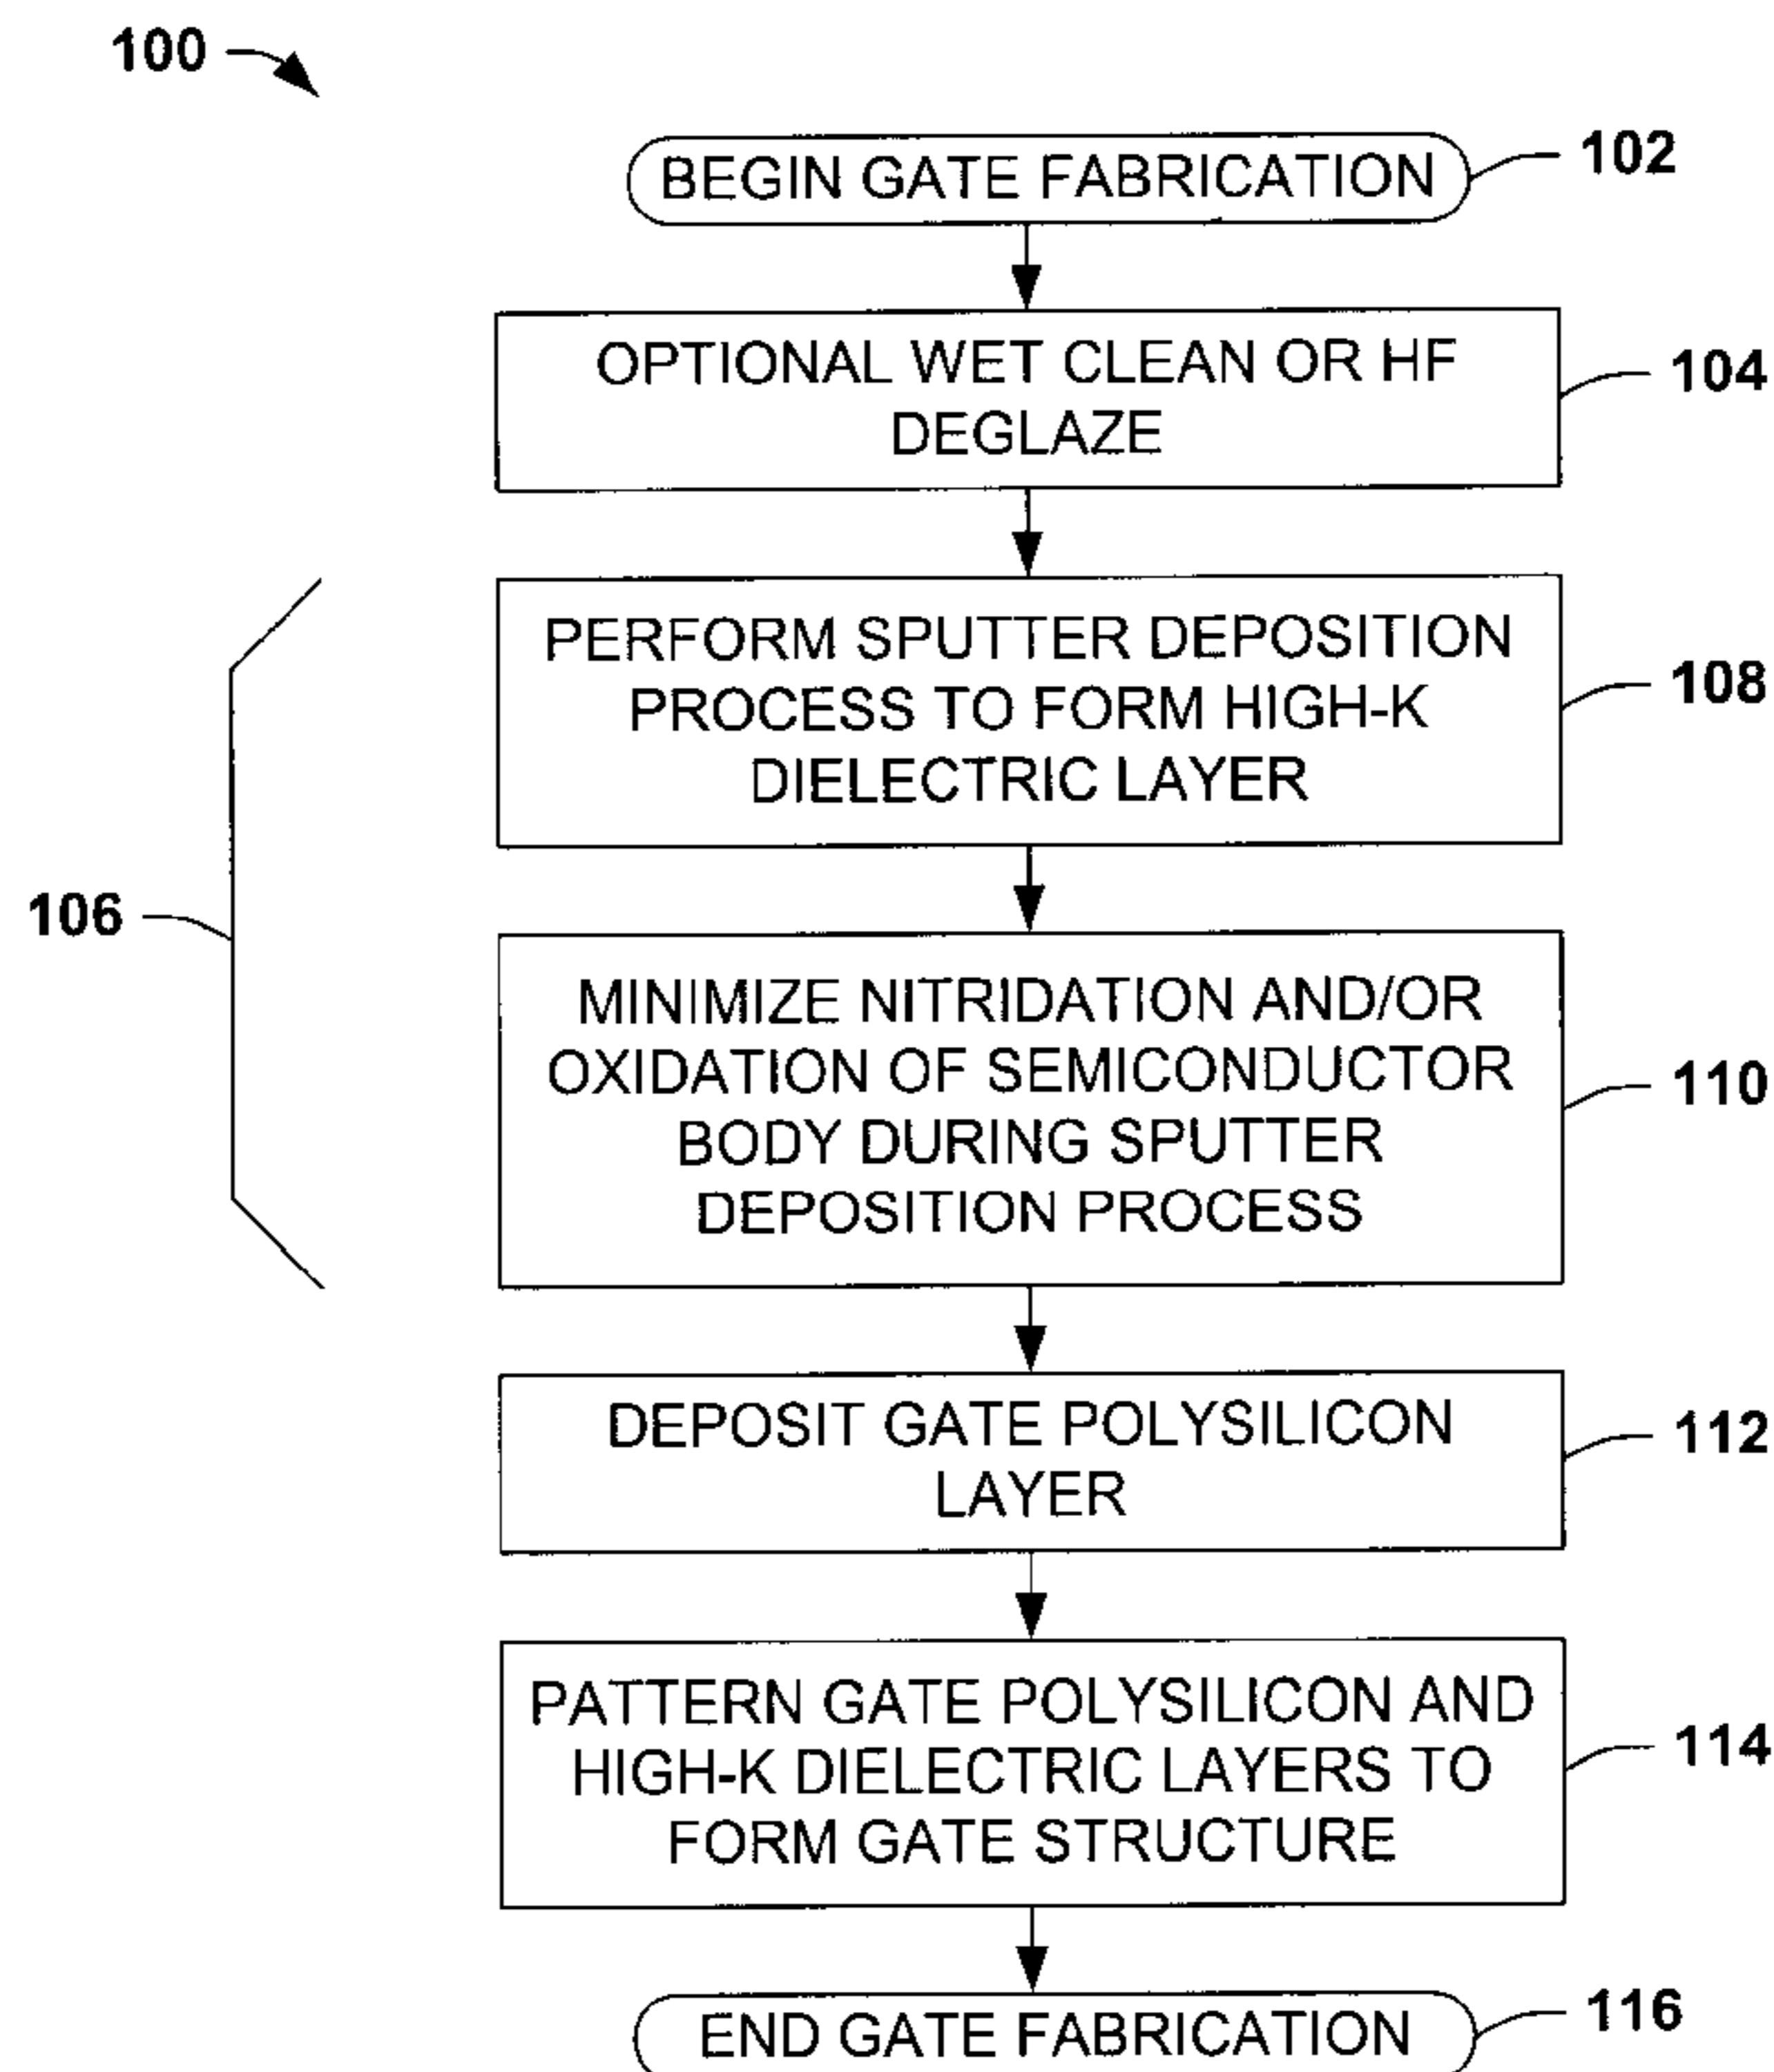 100
BEGIN GATE FABRICATION
102
OPTIONAL WET CLEAN OR HF
DEGLAZE
104
PERFORM SPUTTER DEPOSITION
PROCESS TO FORM HIGH-K
DIELECTRIC LAYER
108
106
MINIMIZE NITRIDATION AND/OR
OXIDATION OF SEMICONDUCTOR
BODY DURING SPUTTER
DEPOSITION PROCESS
110
DEPOSIT GATE POLYSILICON
LAYER
112
PATTERN GATE POLYSILICON AND
HIGH-K DIELECTRIC LAYERS TO
FORM GATE STRUCTURE
114
END GATE FABRICATION
116